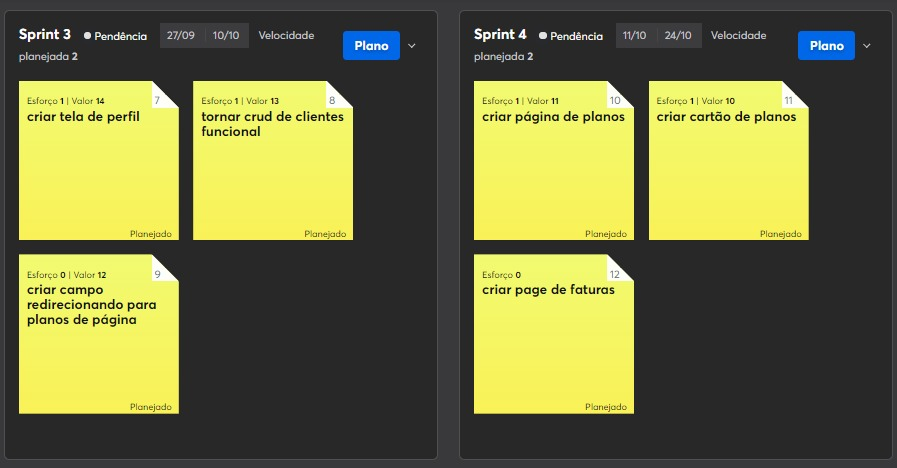 Sprint 3 Pendência 27/09 10/10 Velocidade Plano
planejada 2
Esforço 1 | Valor 14 7
criar tela de perfil
Planejado
Esforço 1 | Valor 13 8
tornar crud de clientes
funcional
Planejado
Esforço 0 | Valor 12 9
criar campo
redirecionando para
planos de página
Planejado
Sprint 4 Pendência 11/10 24/10 Velocidade Plano
planejada 2
Esforço 1 | Valor 11 10
criar página de planos
Planejado
Esforço 1 | Valor 10 11
criar cartão de planos
Planejado
Esforço 0 12
criar page de faturas
Planejado